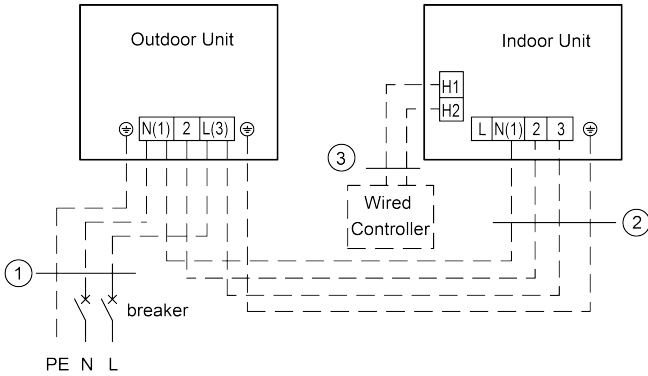 Outdoor Unit
Indoor Unit
H1
H2
N(1) 2 L(3)
L N(1) 2 3
3
Wired
Controller
2
1
breaker
PE N L